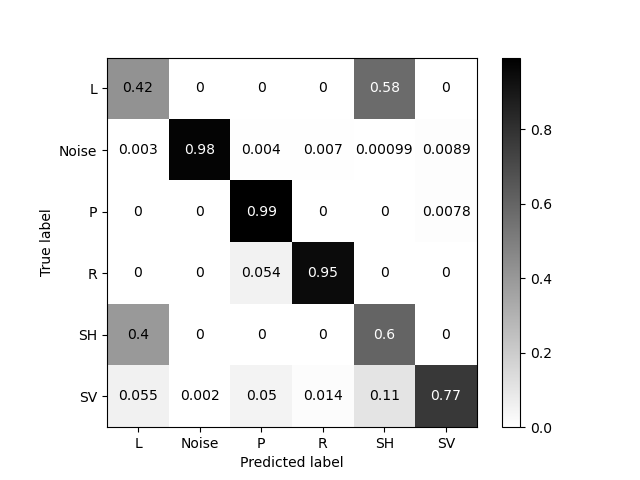 L 0.42 0 0 0 0.58 0
Noise 0.003 0.98 0.004 0.007 0.00099 0.0089
P 0 0 0.99 0 0 0.0078
R 0 0 0.054 0.95 0 0
SH 0.4 0 0 0 0.6 0
SV 0.055 0.002 0.05 0.014 0.11 0.77
L Noise P R SH SV
Predicted label
True label
0.8
0.6
0.4
0.2
0.0